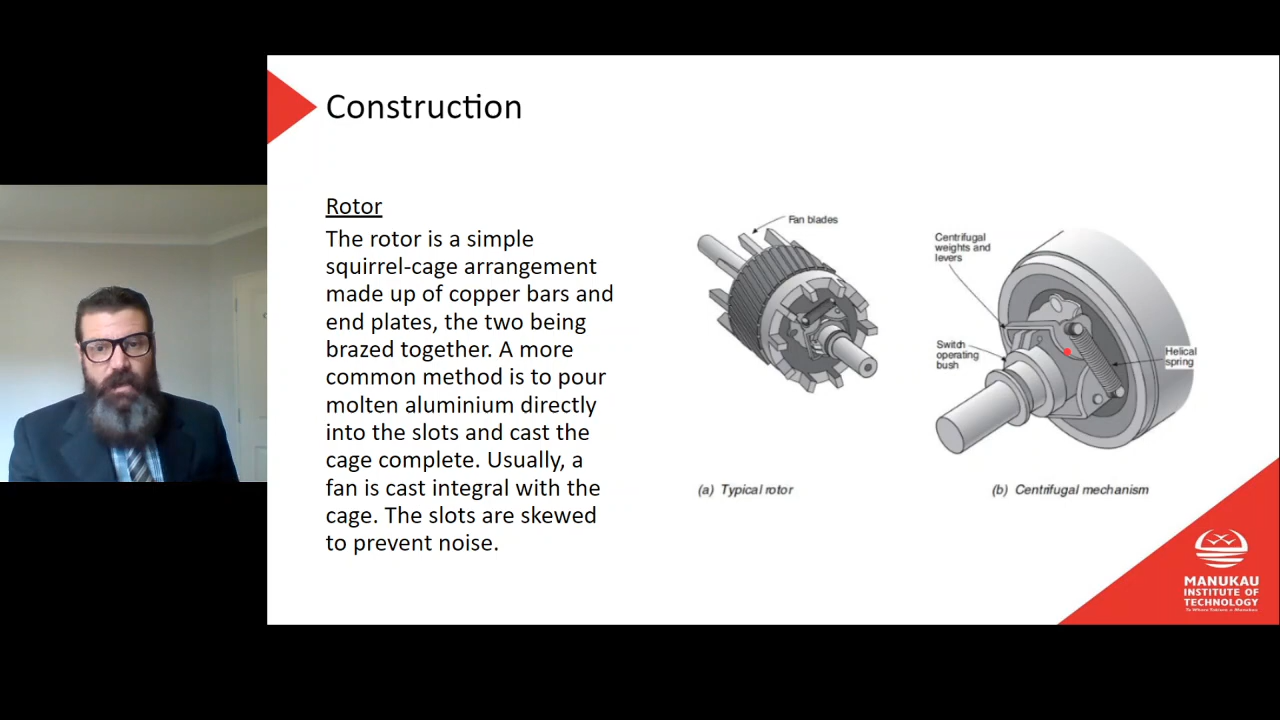 Construction
Rotor
The rotor is a simple
squirrel-cage arrangement
made up of copper bars and
end plates, the two being
brazed together. A more
common method is to pour
molten aluminium directly
into the slots and cast the
cage complete. Usually, a
fan is cast integral with the
cage. The slots are skewed
to prevent noise.
Fan blades
(a) Typical rotor
Centrifugal
weights and
levers
Switch
operating
bush
Helical
spring
(b) Centrifugal mechanism
MANUKAU
INSTITUTE OF
TECHNOLOGY